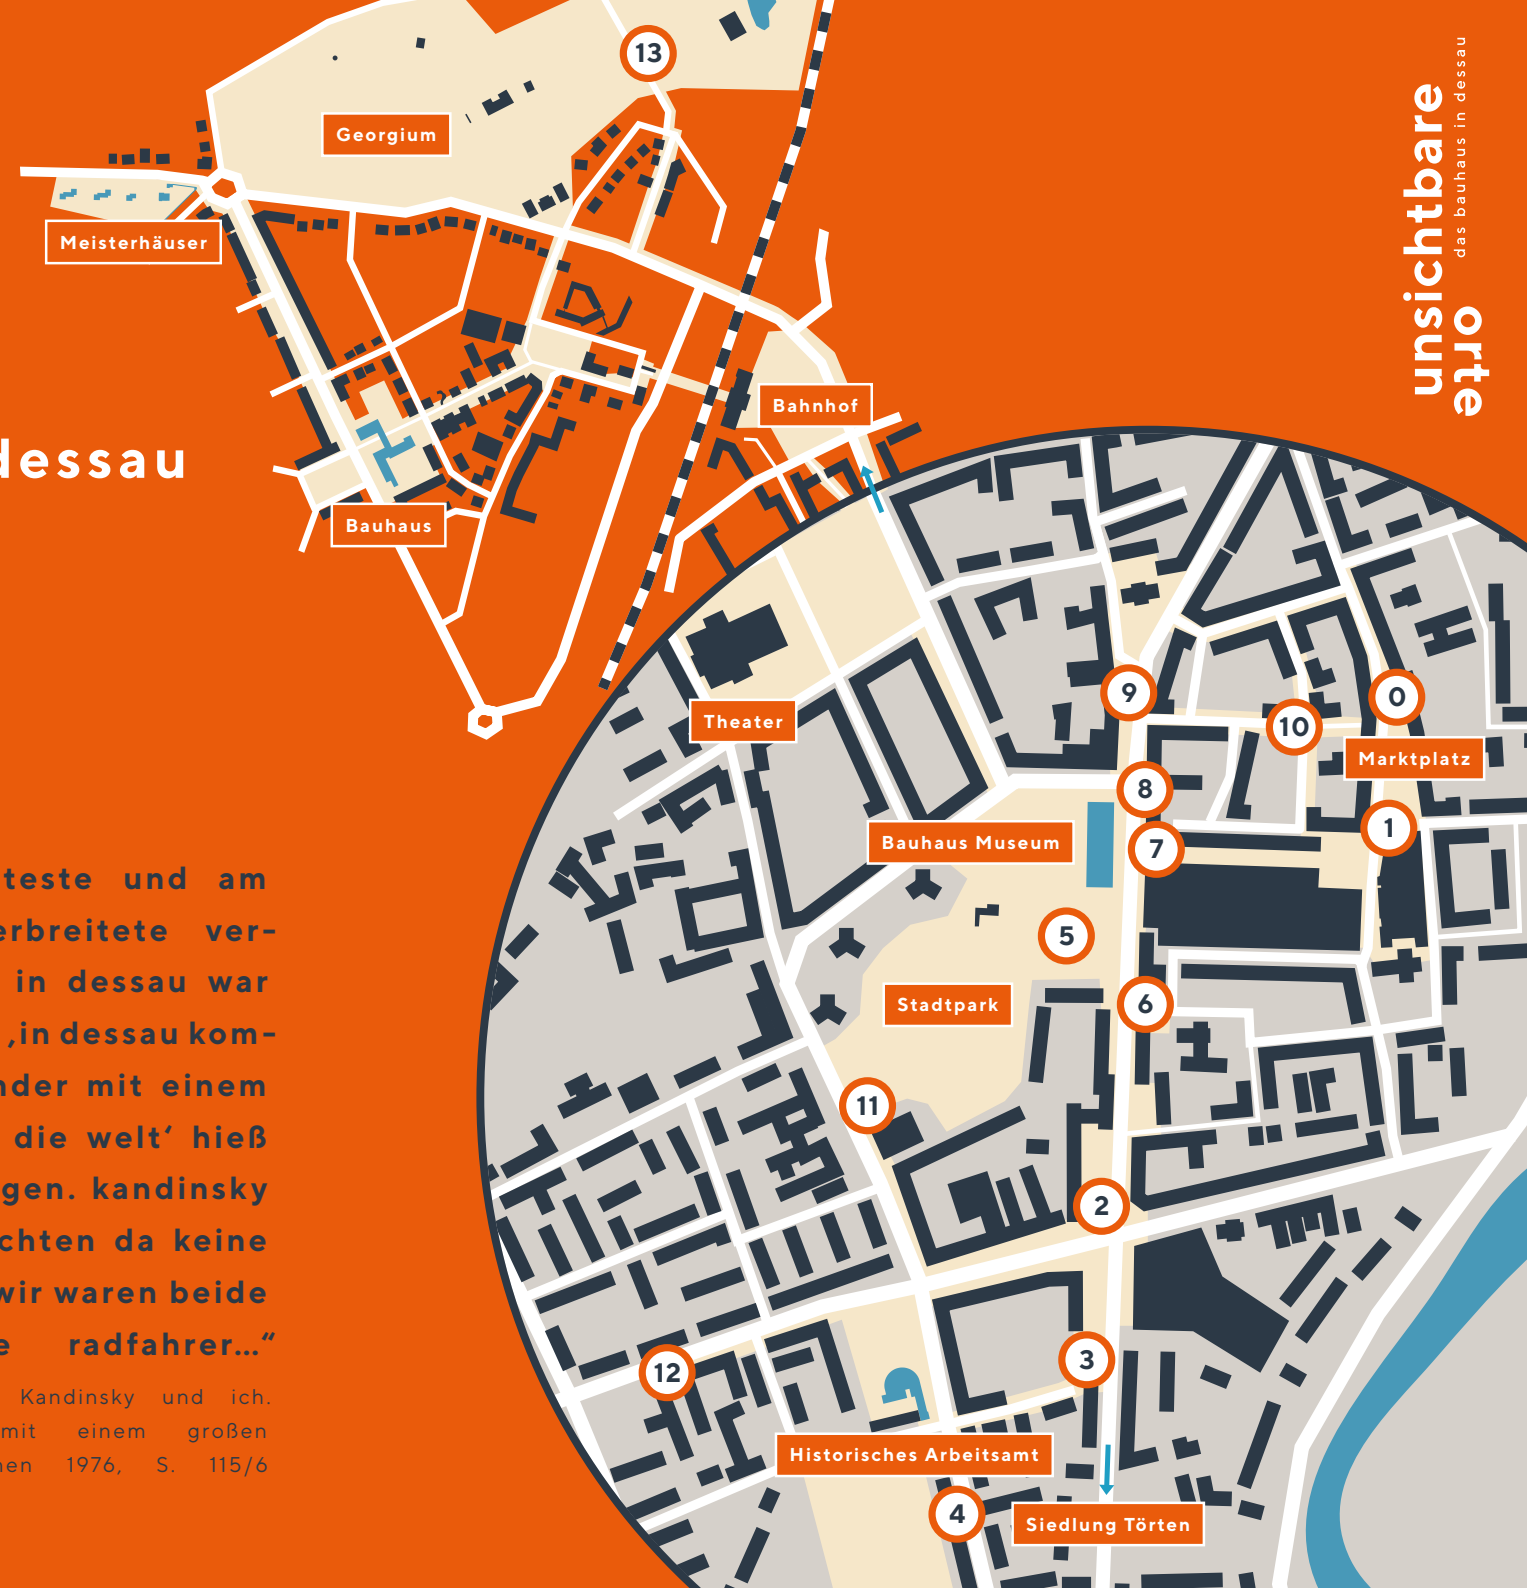 unsichtbare
orte
das bauhaus in dessau
13
Georgium
Meisterhäuser
Bahnhof
dessau
Bauhaus
9
0
Theater
10
Marktplatz
8
1
Bauhaus Museum
7
5
Stadtpark
6
11
2
3
12
Historisches Arbeitsamt
4
Siedlung Törten
teste und am
erbreitete ver-
in dessau war
‚in dessau kom-
nder mit einem
die welt‘ hieß
gen. kandinsky
chten da keine
wir waren beide
e radfahrer...“
Kandinsky und ich.
mit einem großen
hen 1976, S. 115/6